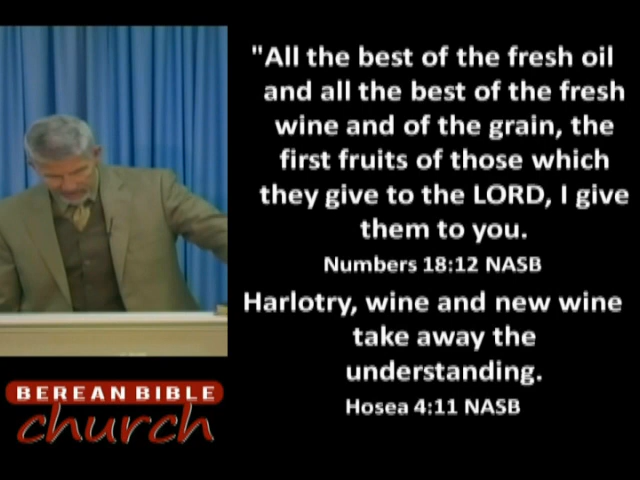 "All the best of the fresh oil
and all the best of the fresh
wine and of the grain, the
first fruits of those which
they give to the LORD, I give
them to you.
Numbers 18:12 NASB
Harlotry, wine and new wine
take away the
understanding.
Hosea 4:11 NASB
BEREAN BIBLE
church